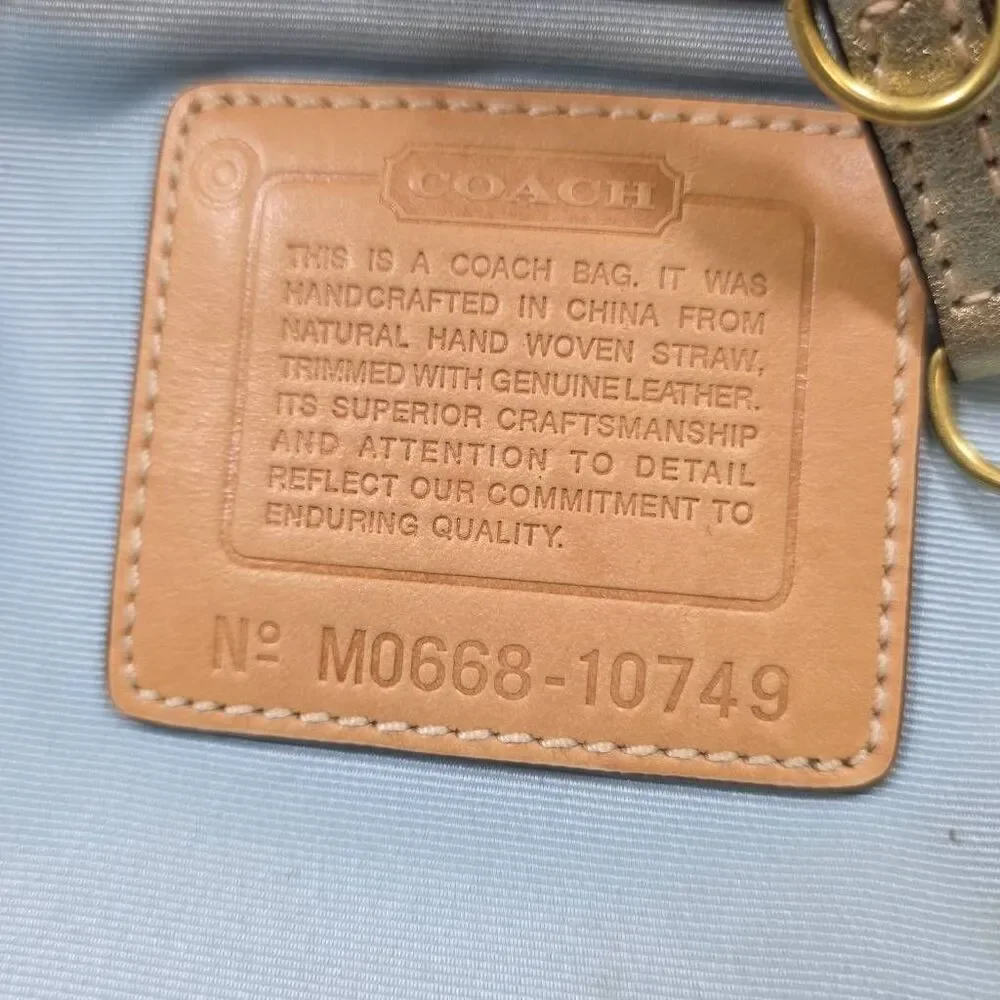 COACH
THIS IS A COACH BAG. IT WAS
HANDCRAFTED IN CHINA FROM
NATURAL HAND WOVEN STRAW,
TRIMMED WITH GENUINE LEATHER.
ITS SUPERIOR CRAFTSMANSHIP
AND ATTENTION TO DETAIL
REFLECT OUR COMMITMENT TO
ENDURING QUALITY.
Nº M0668-10749